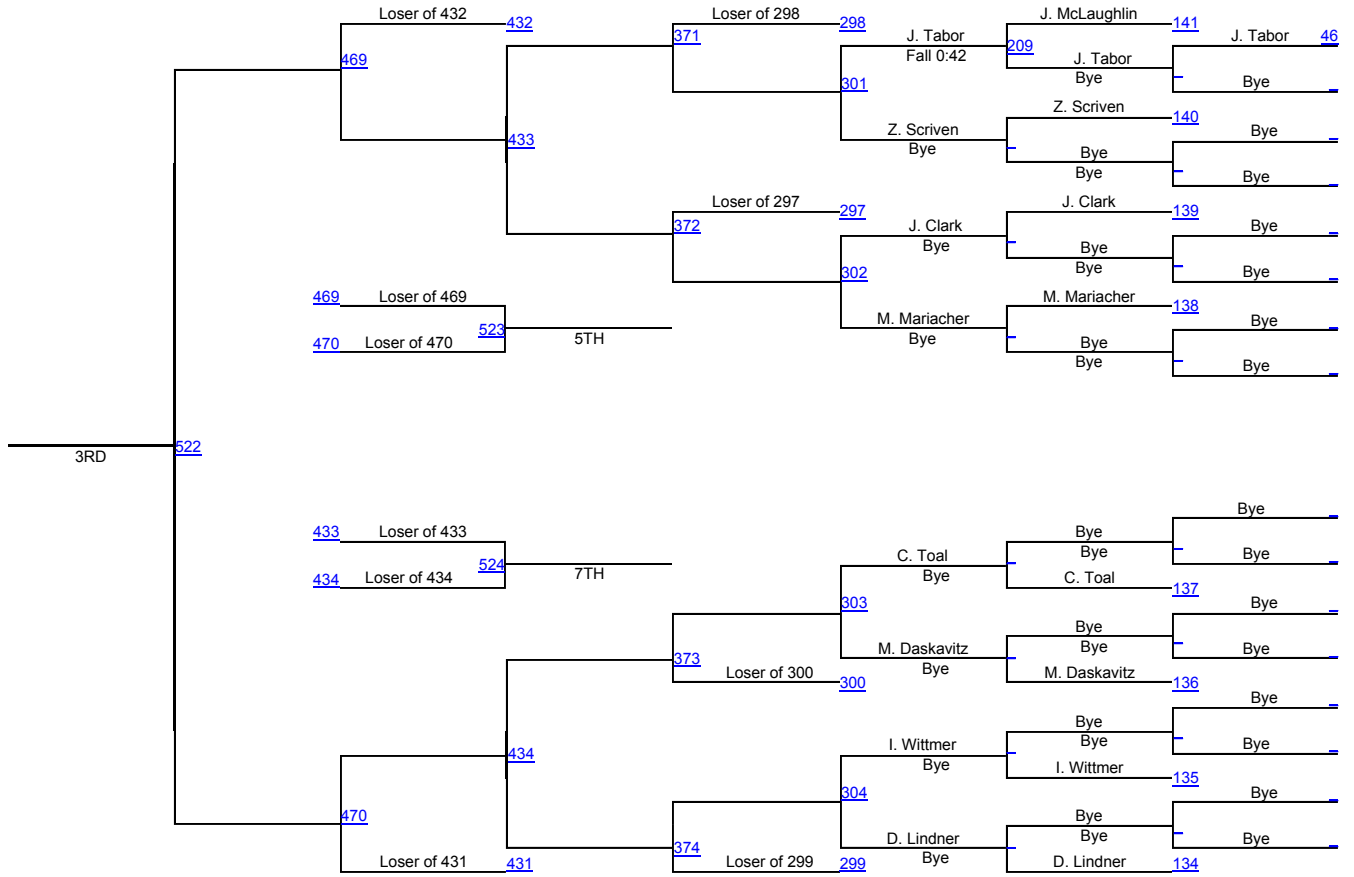 Loser of 432 432 Loser of 298 298 J. McLaughlin 141
J. Tabor J. Tabor 46
371 209
469 Fall 0:42 J. Tabor
Bye - Bye -
301
Z. Scriven 140
Z. Scriven Bye -
433 Bye - Bye
Bye - Bye -
Loser of 297 297 J. Clark 139
372 J. Clark Bye -
Bye - Bye
302 Bye - Bye -
469 Loser of 469 M. Mariacher 138
523 M. Mariacher Bye -
5TH Bye - Bye
470 Loser of 470 Bye - Bye -
522
3RD
Bye -
433 Loser of 433 Bye
524 C. Toal Bye - Bye -
7TH Bye -
434 Loser of 434 C. Toal 137
303 Bye -
Bye
M. Daskavitz Bye - Bye -
373 Bye -
Loser of 300 300 M. Daskavitz 136
Bye -
Bye
434 I. Wittmer Bye - Bye -
Bye -
I. Wittmer 135
304 Bye -
470 Bye
D. Lindner Bye - Bye -
374 Bye -
Loser of 431 431 Loser of 299 299 D. Lindner 134